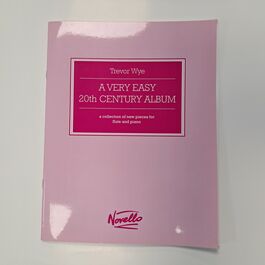 Trevor Wye
A VERY EASY
20th CENTURY ALBUM
a collection of new pieces for
flute and piano
Novello